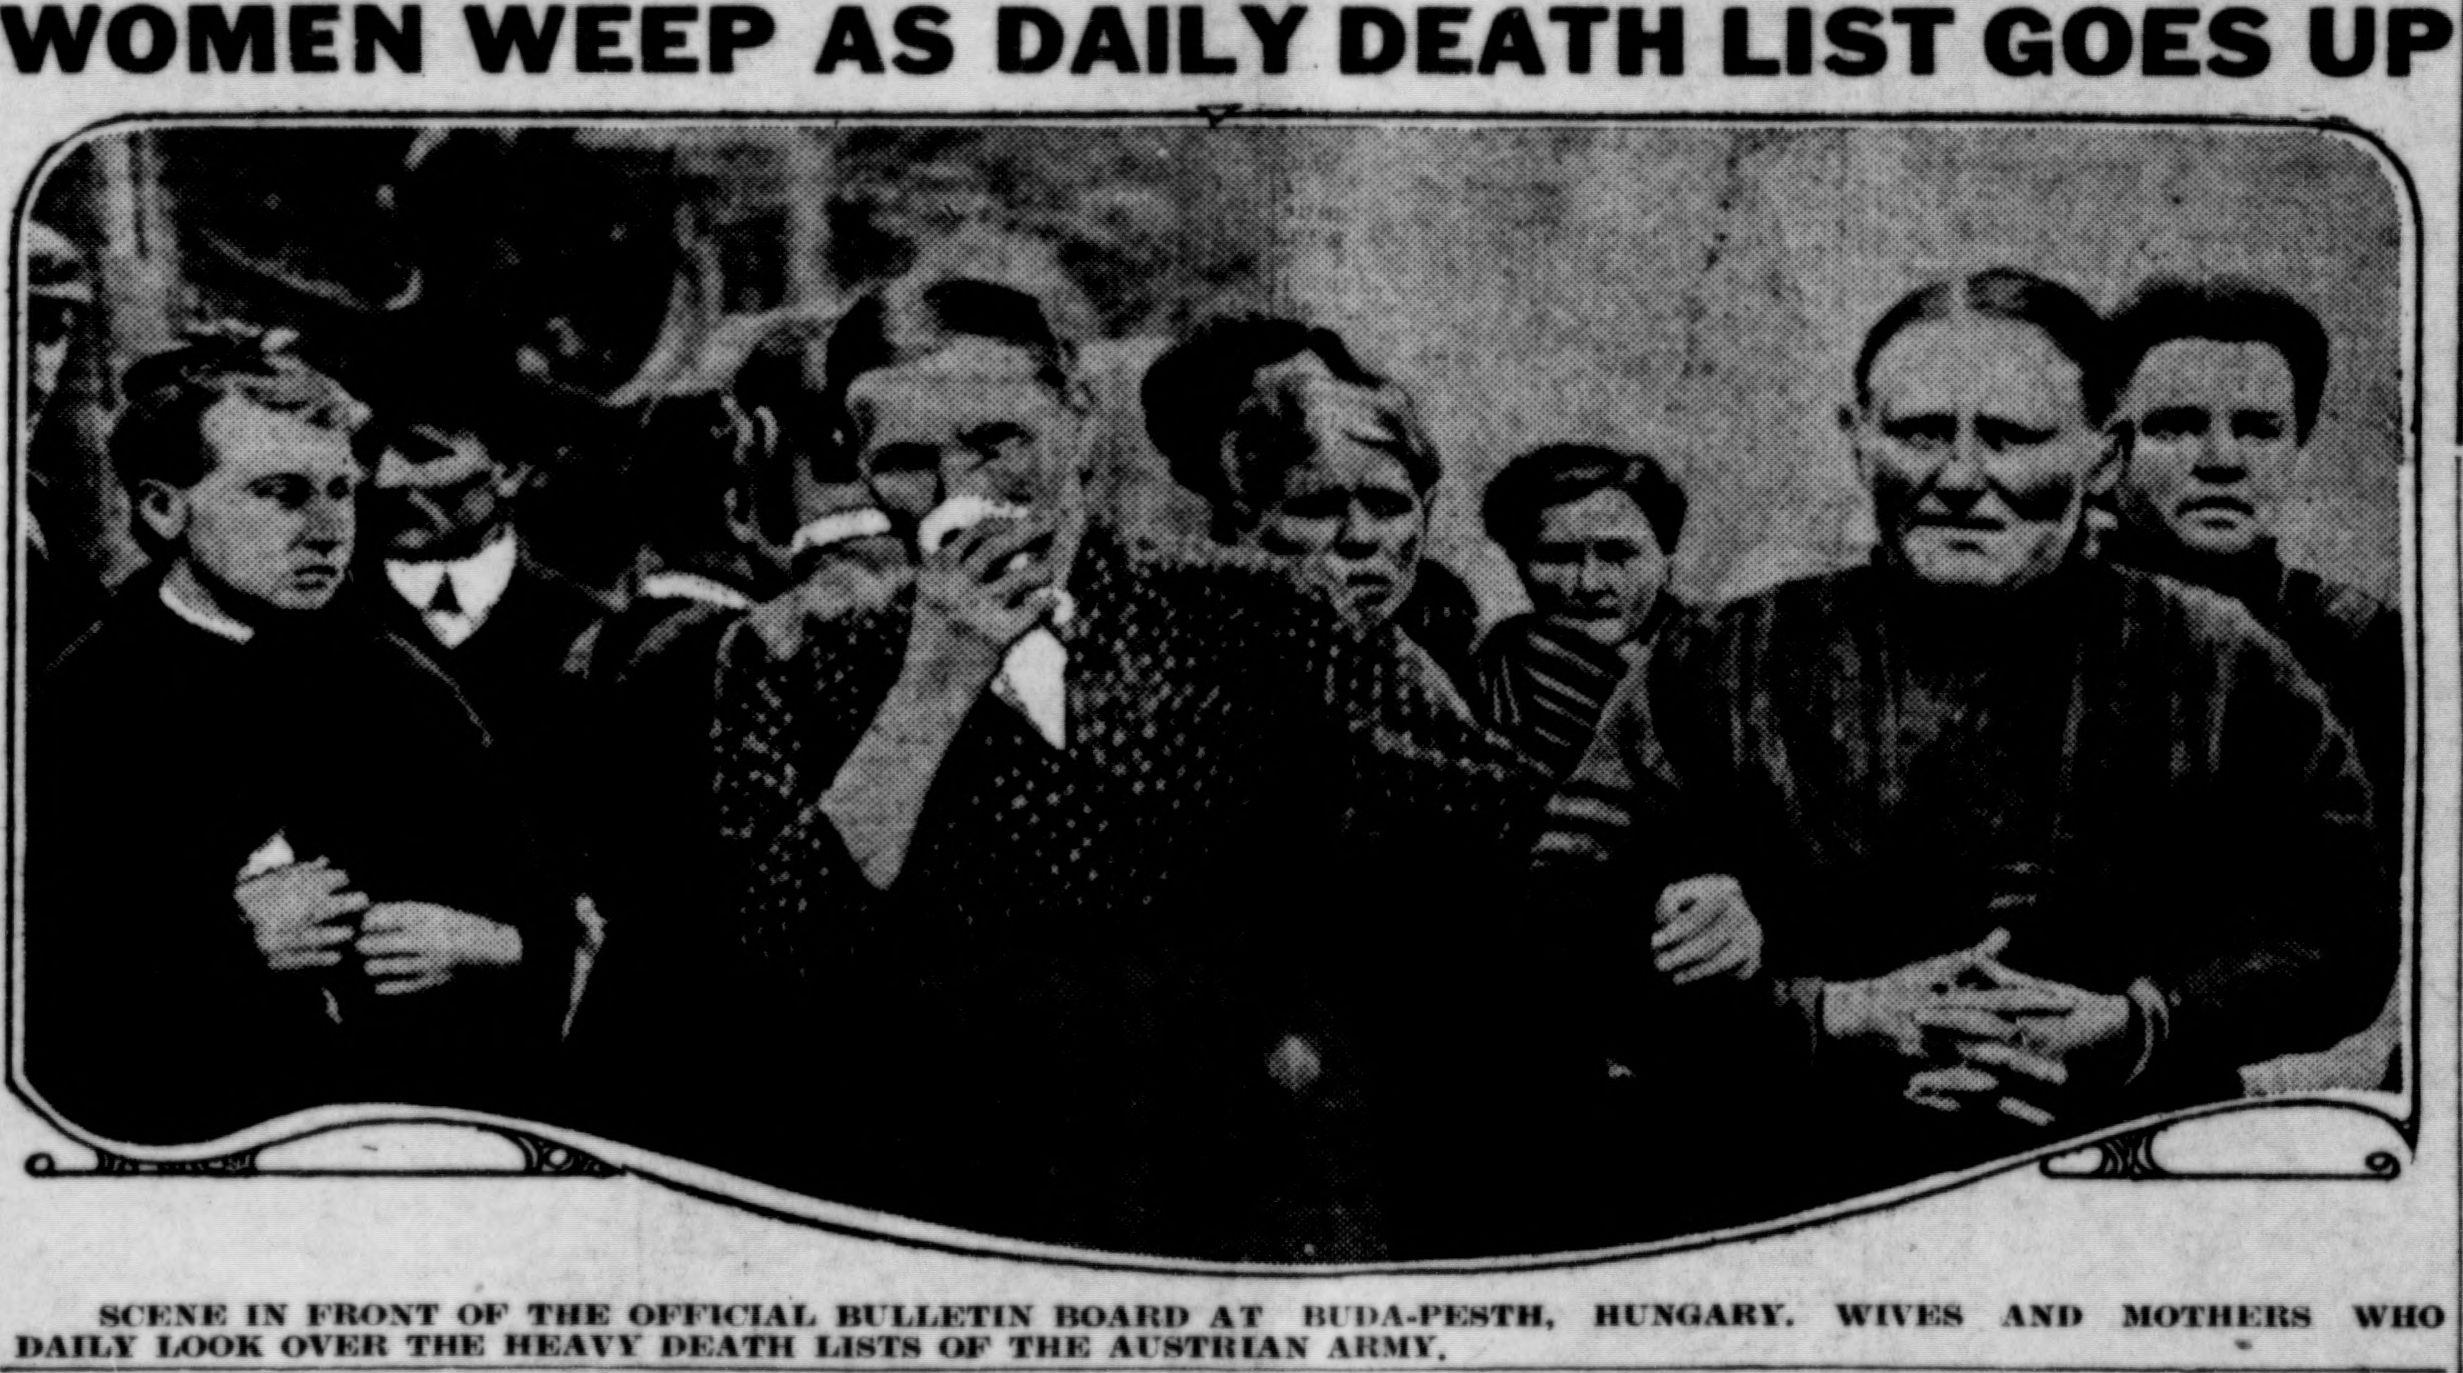 WOMEN WEEP AS DAILY DEATH LIST GOES UP
SCENE IN FRONT OF THE OFFICIAL BULLETIN BOARD AT BUDA-PESTH, HUNGARY. WIVES AND MOTHERS WHO
DAILY LOOK OVER THE HEAVY DEATH LISTS OF THE AUSTRIAN ARMY.